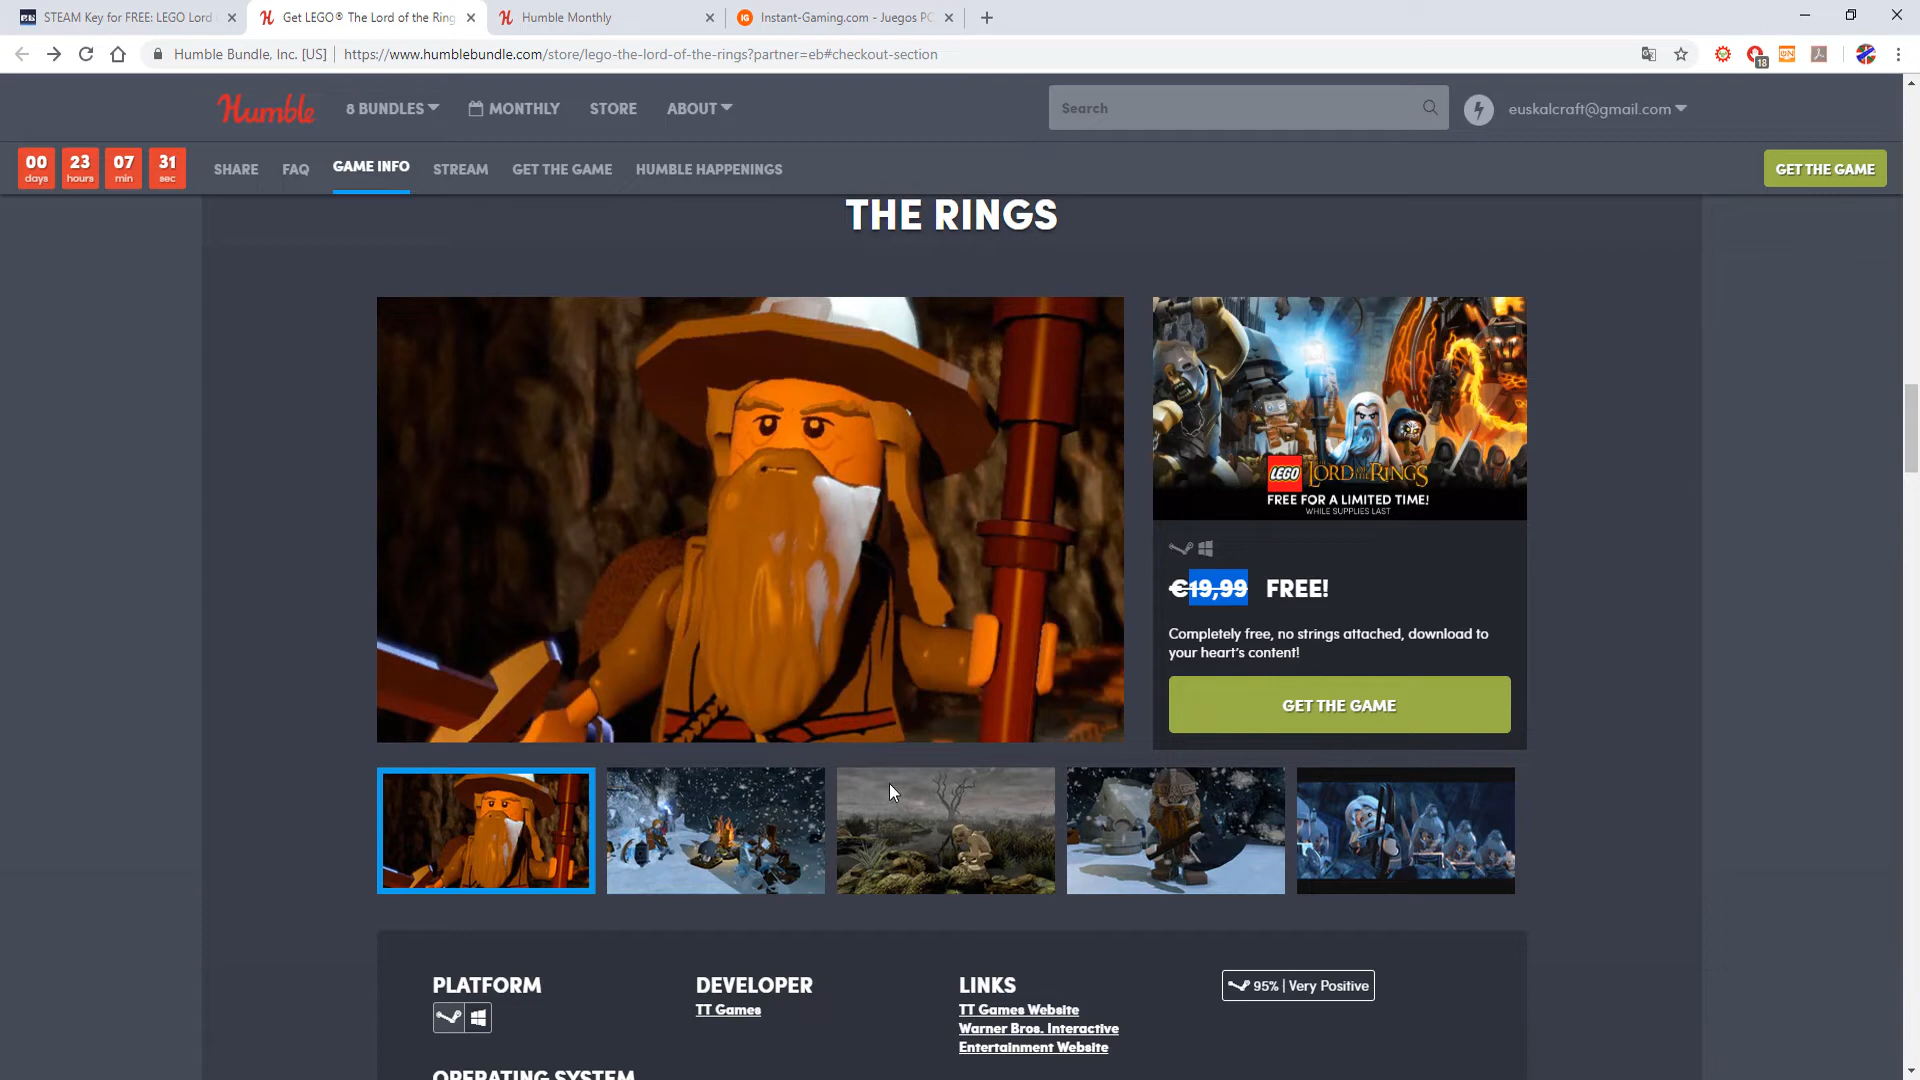 STEAM Key for FREE: LEGO Lord
Get LEGO® The Lord of the Ring
Humble Monthly
Instant-Gaming.com - Juegos PC
Humble Bundle, Inc. [US]
https://www.humblebundle.com/store/lego-the-lord-of-the-rings?partner=eb#checkout-section
18
Humble
8 BUNDLES
MONTHLY
STORE
ABOUT
Search
euskalcraft@gmail.com
00 days
23 hours
07 min
31 sec
SHARE
FAQ
GAME INFO
STREAM
GET THE GAME
HUMBLE HAPPENINGS
GET THE GAME
THE RINGS
LEGO THE LORD OF THE RINGS
FREE FOR A LIMITED TIME!
WHILE SUPPLIES LAST
€19,99 FREE!
Completely free, no strings attached, download to
your heart's content!
GET THE GAME
PLATFORM
DEVELOPER
TT Games
LINKS
TT Games Website
Warner Bros. Interactive
Entertainment Website
95% | Very Positive
OPERATING SYSTEM